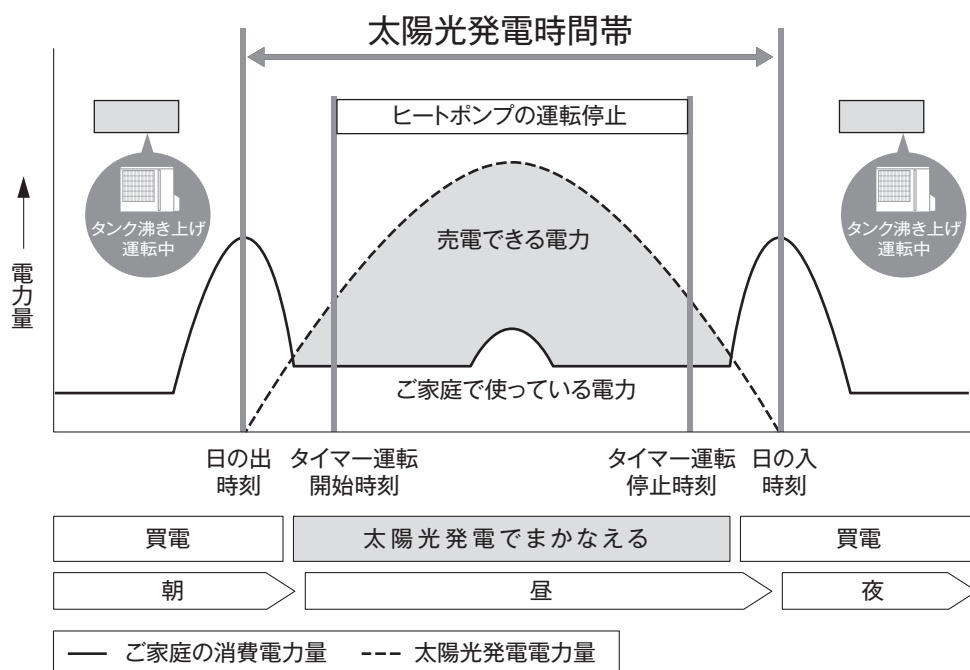 太陽光発電時間帯
ヒートポンプの運転停止
タンク沸き上げ
運転中
タンク沸き上げ
運転中
売電できる電力
電力量
ご家庭で使っている電力
日の出
時刻
タイマー運転
開始時刻
タイマー運転
停止時刻
日の入
時刻
買電
太陽光発電でまかなえる
買電
朝
昼
夜
ご家庭の消費電力量
太陽光発電電力量